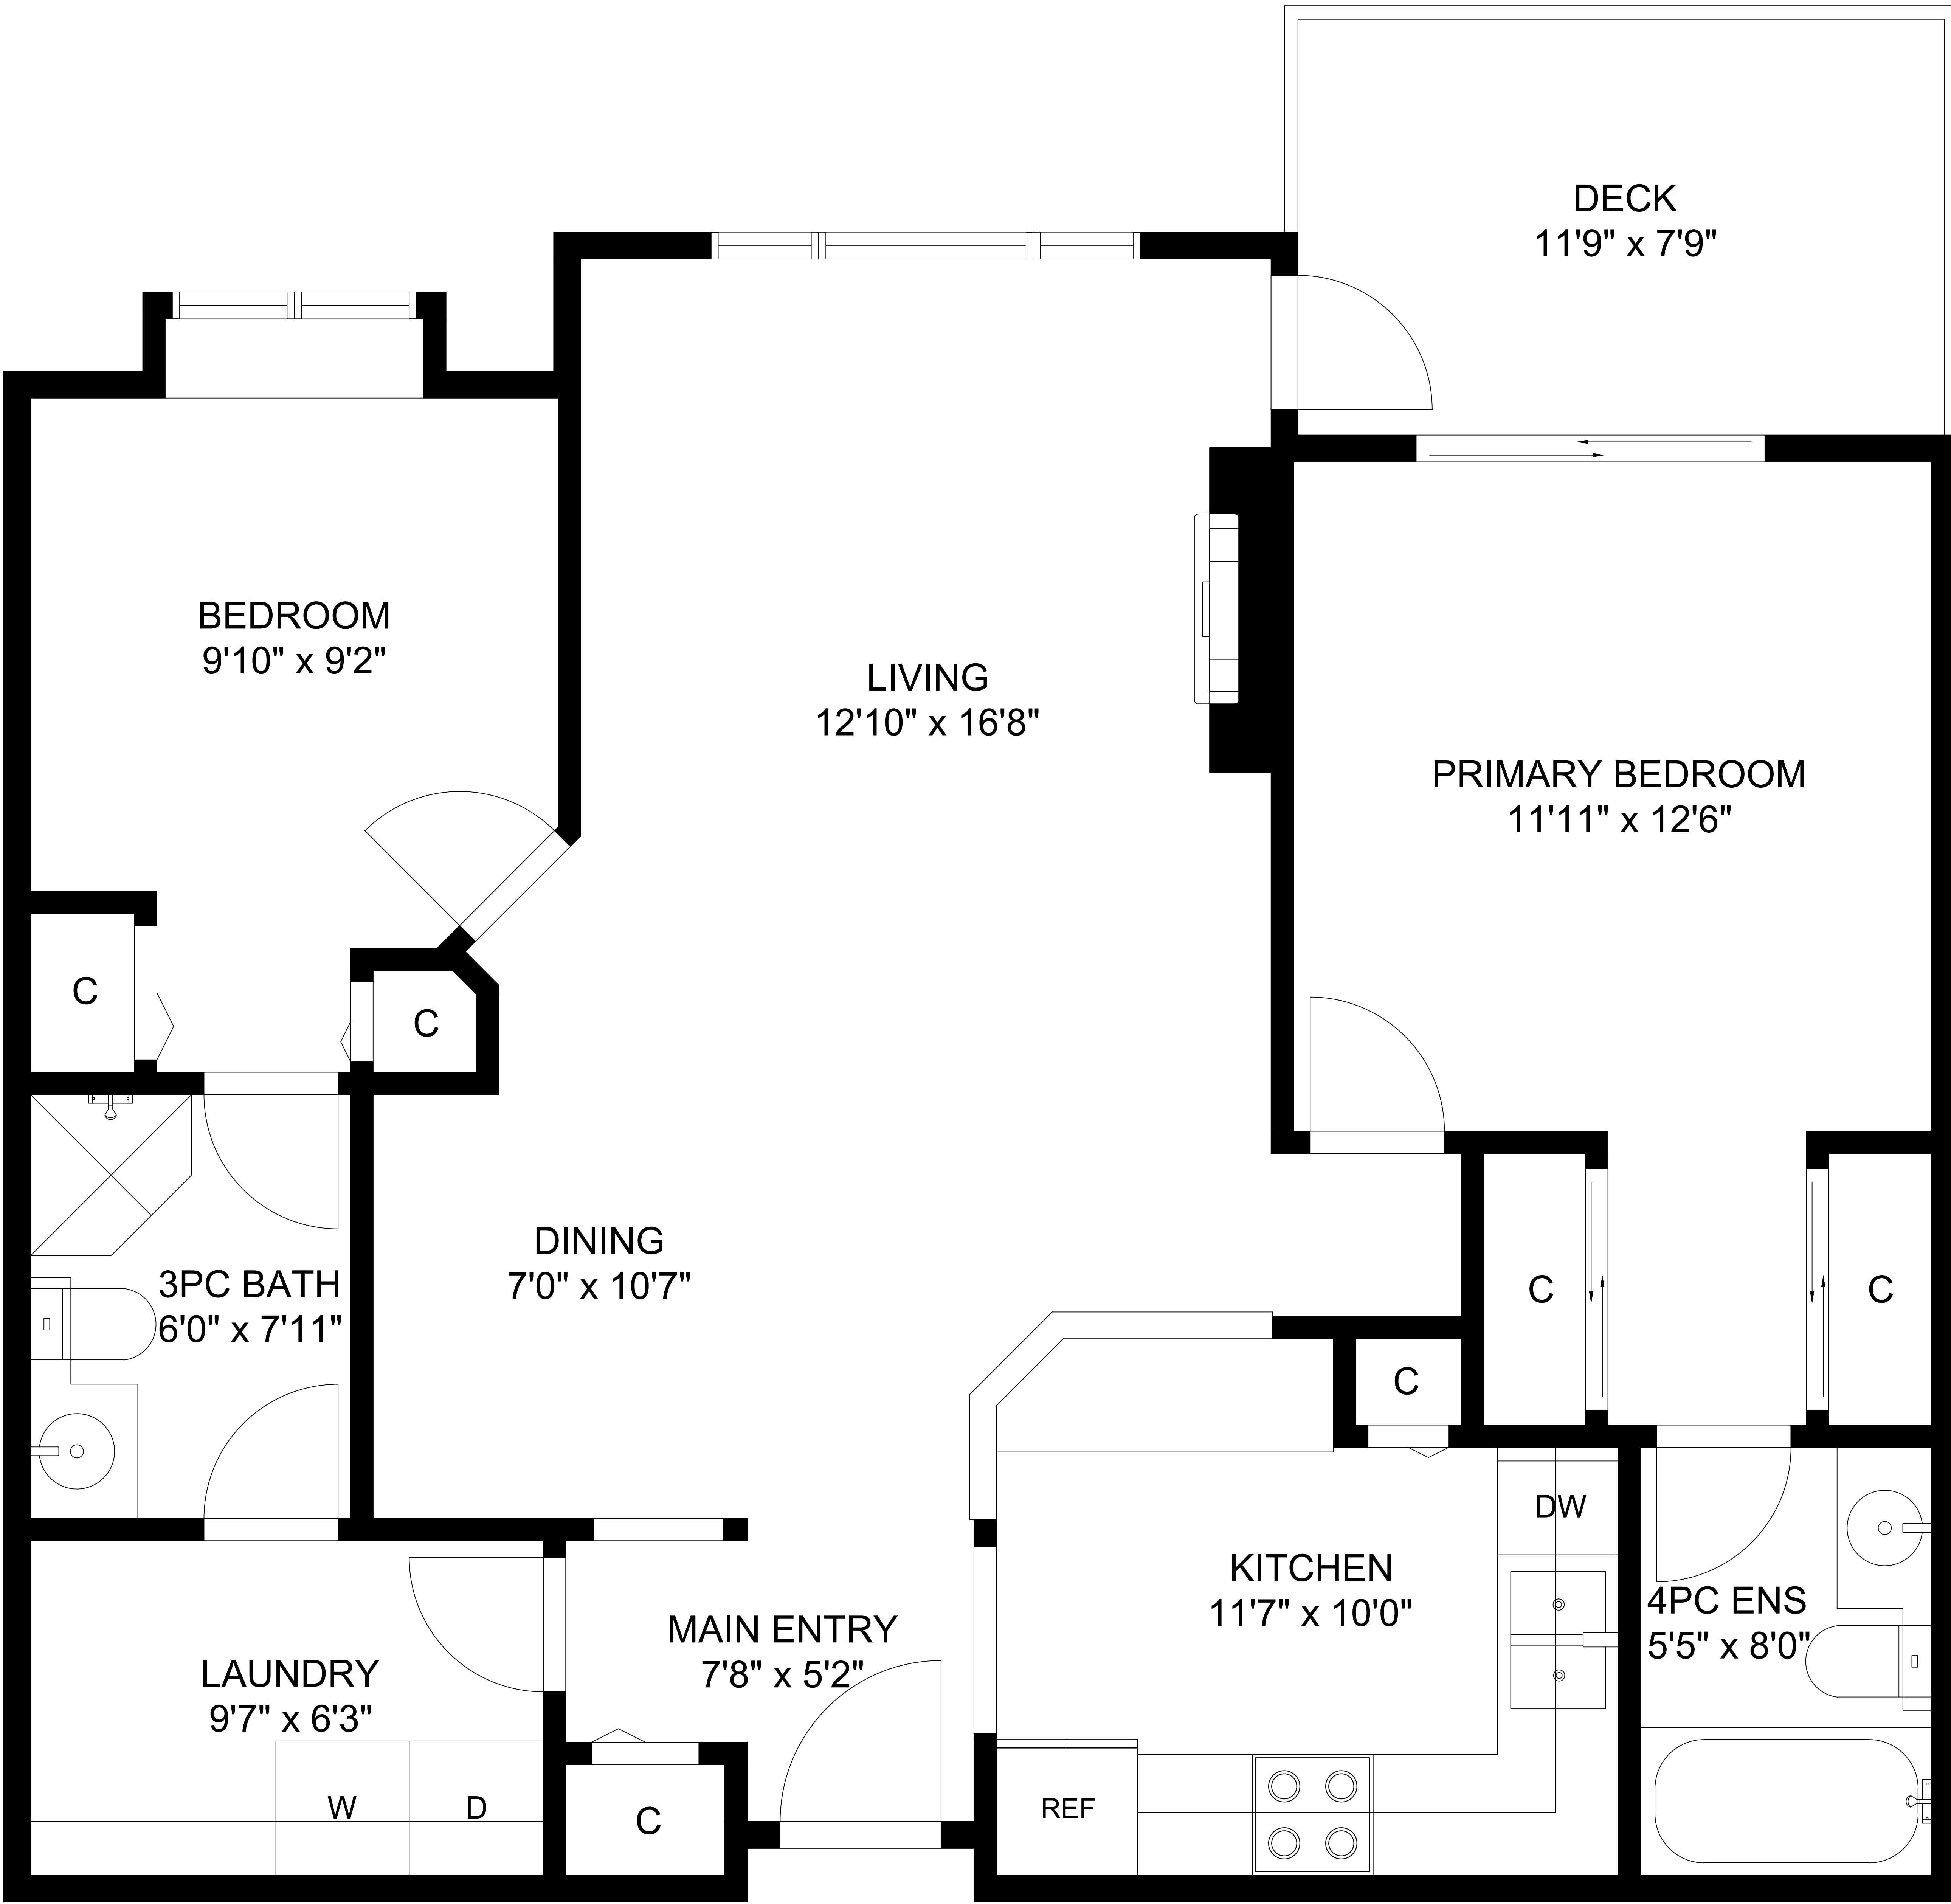 DECK
11'9" x 7'9"
BEDROOM
9'10" x 9'2"
LIVING
12'10" x 16'8"
PRIMARY BEDROOM
11'11" x 12'6"
C
C
DINING
7'0" x 10'7"
3PC BATH
6'0" x 7'11"
C
C
C
DW
KITCHEN
11'7" x 10'0"
4PC ENS
5'5" x 8'0"
MAIN ENTRY
7'8" x 5'2"
LAUNDRY
9'7" x 6'3"
W
D
C
REF